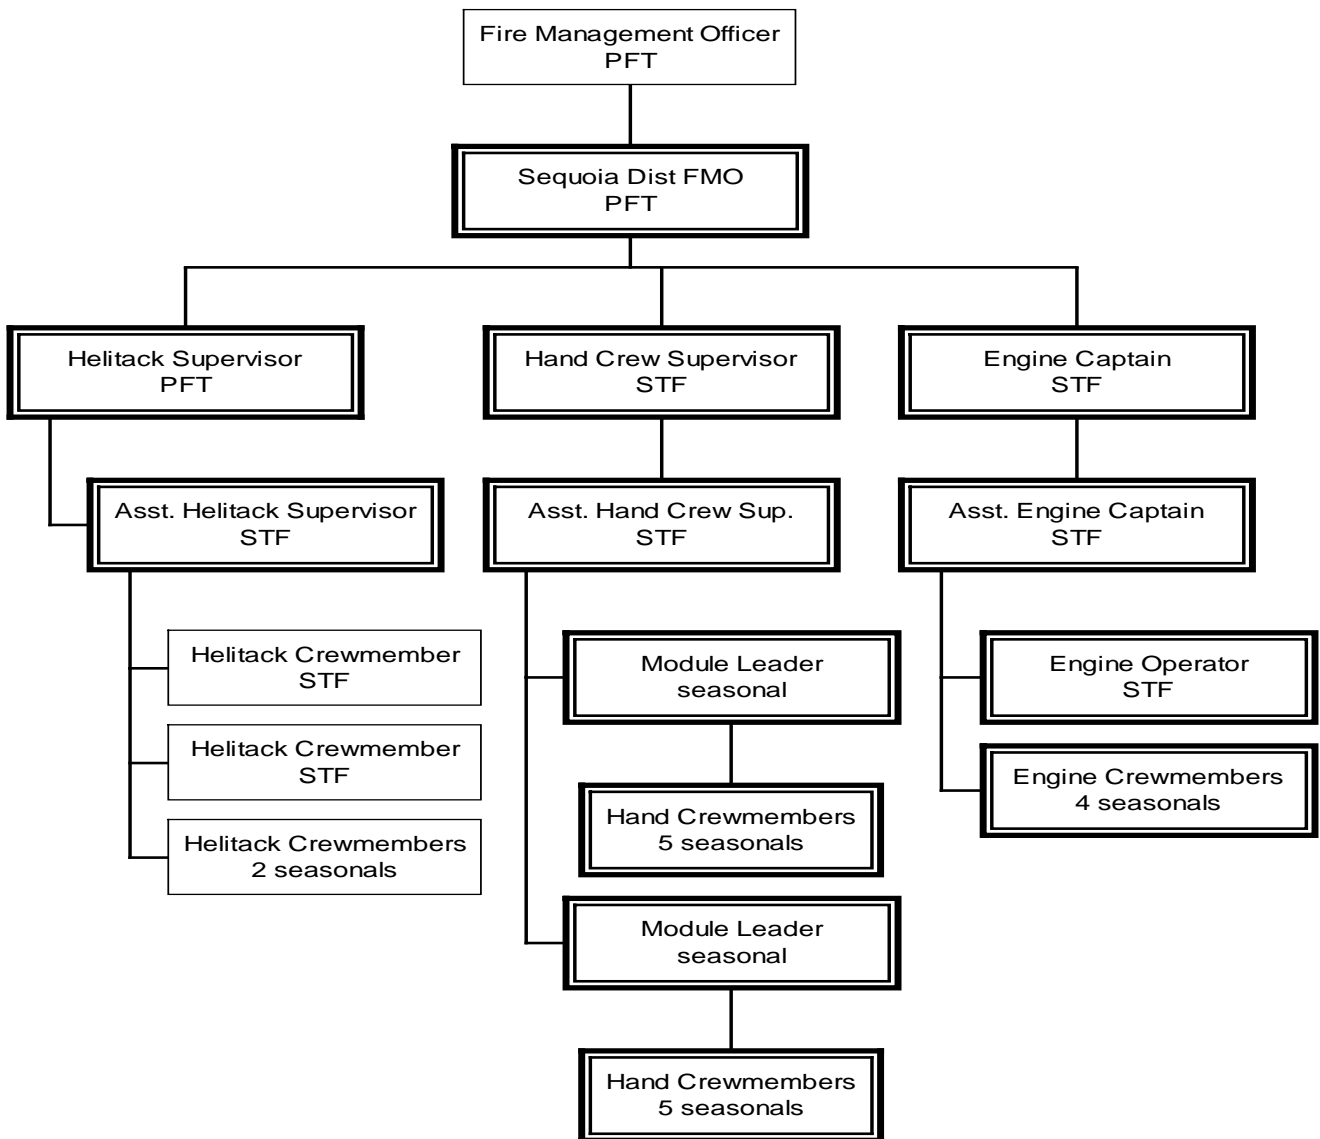 Fire Management Officer
PFT
Sequoia Dist FMO
PFT
Helitack Supervisor
PFT
Hand Crew Supervisor
STF
Engine Captain
STF
Asst. Helitack Supervisor
STF
Asst. Hand Crew Sup.
STF
Asst. Engine Captain
STF
Helitack Crewmember
STF
Helitack Crewmember
STF
Helitack Crewmembers
2 seasonals
Module Leader
seasonal
Hand Crewmembers
5 seasonals
Module Leader
seasonal
Hand Crewmembers
5 seasonals
Engine Operator
STF
Engine Crewmembers
4 seasonals